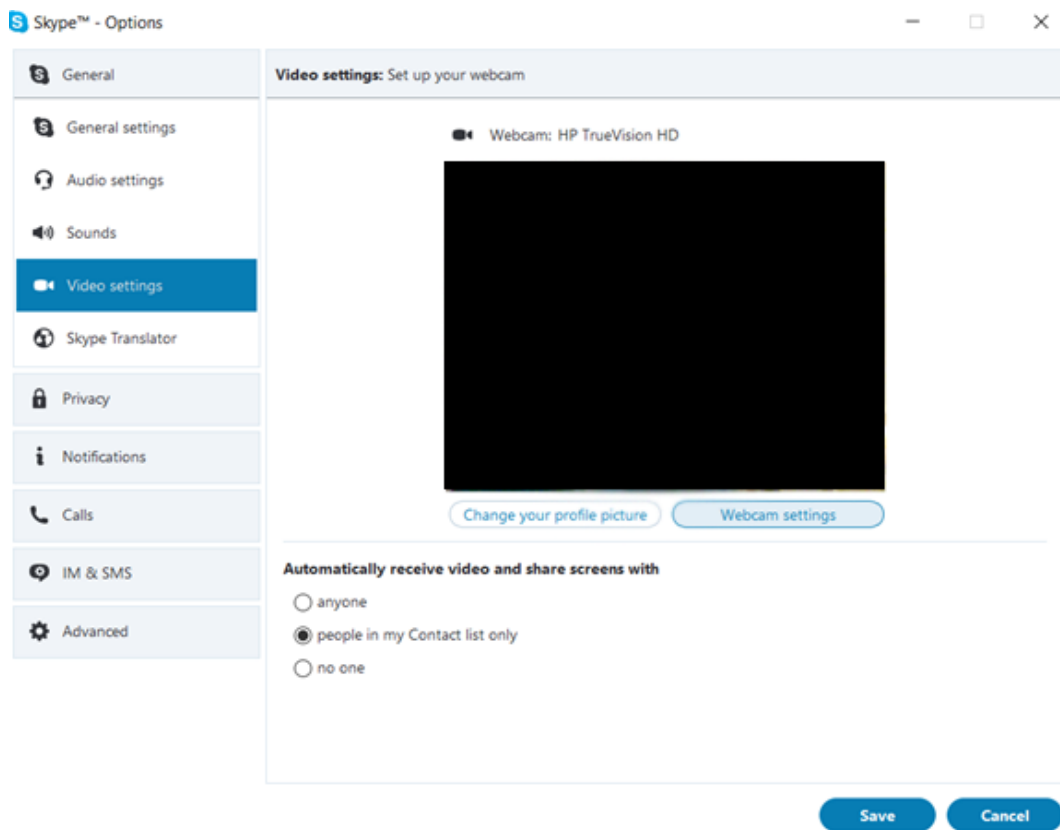 Skype™ - Options
General
General settings
Audio settings
Sounds
Video settings
Skype Translator
Privacy
Notifications
Calls
IM & SMS
Advanced
Video settings: Set up your webcam
Webcam: HP TrueVision HD
Change your profile picture
Webcam settings
Automatically receive video and share screens with
anyone
people in my Contact list only
no one
Save
Cancel